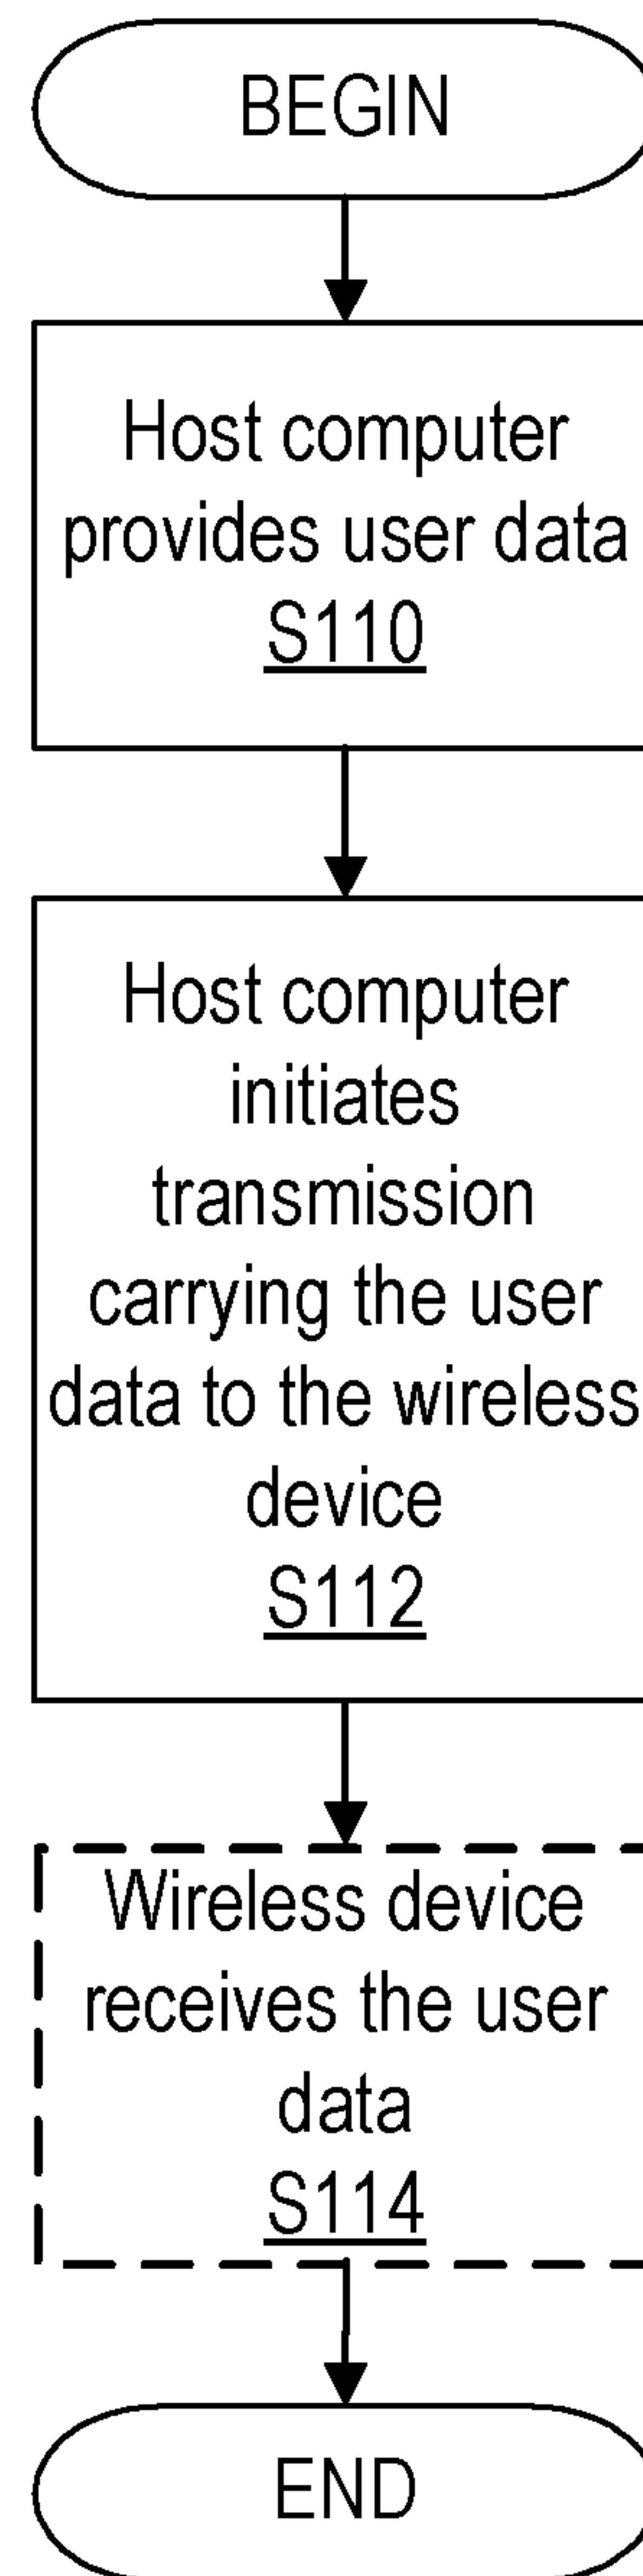 BEGIN
Host computer
provides user data
S110
Host computer
initiates
transmission
carrying the user
data to the wireless
device
S112
Wireless device
receives the user
data
S114
END